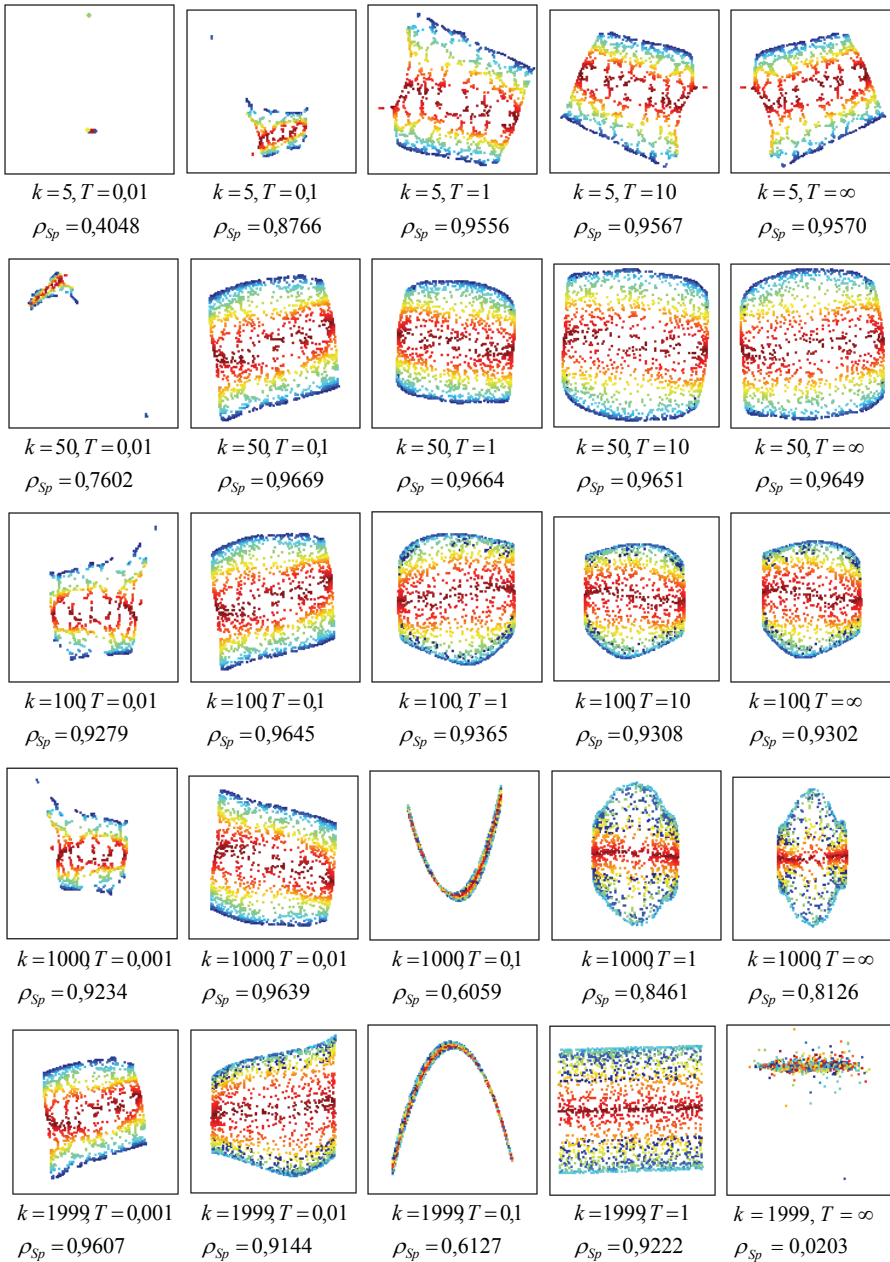 k = 5, T = 0,01 k = 5, T = 0,1 k = 5, T = 1 k = 5, T = 10 k = 5, T = ∞
ρSp = 0,4048 ρSp = 0,8766 ρSp = 0,9556 ρSp = 0,9567 ρSp = 0,9570
k = 50, T = 0,01 k = 50, T = 0,1 k = 50, T = 1 k = 50, T = 10 k = 50, T = ∞
ρSp = 0,7602 ρSp = 0,9669 ρSp = 0,9664 ρSp = 0,9651 ρSp = 0,9649
k = 100, T = 0,01 k = 100, T = 0,1 k = 100, T = 1 k = 100, T = 10 k = 100, T = ∞
ρSp = 0,9279 ρSp = 0,9645 ρSp = 0,9365 ρSp = 0,9308 ρSp = 0,9302
k = 1000, T = 0,001 k = 1000, T = 0,01 k = 1000, T = 0,1 k = 1000, T = 1 k = 1000, T = ∞
ρSp = 0,9234 ρSp = 0,9639 ρSp = 0,6059 ρSp = 0,8461 ρSp = 0,8126
k = 1999, T = 0,001 k = 1999, T = 0,01 k = 1999, T = 0,1 k = 1999, T = 1 k = 1999, T = ∞
ρSp = 0,9607 ρSp = 0,9144 ρSp = 0,6127 ρSp = 0,9222 ρSp = 0,0203